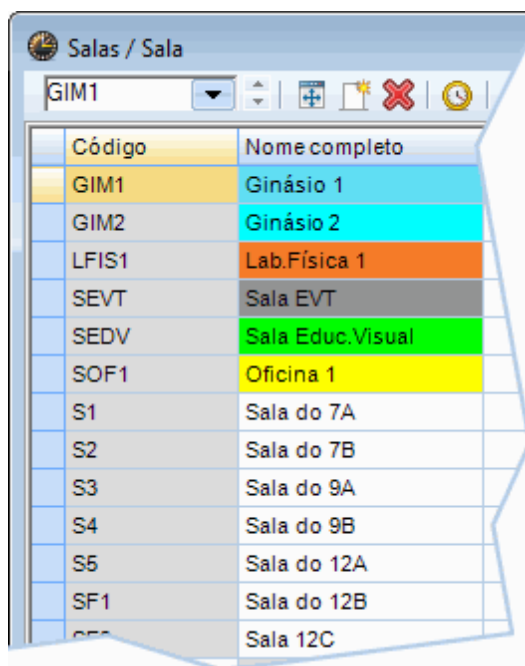 Salas / Sala
GIM1
Código Nome completo
GIM1 Ginásio 1
GIM2 Ginásio 2
LFIS1 Lab.Física 1
SEVT Sala EVT
SEDV Sala Educ.Visual
SOF1 Oficina 1
S1 Sala do 7A
S2 Sala do 7B
S3 Sala do 9A
S4 Sala do 9B
S5 Sala do 12A
SF1 Sala do 12B
Sala 12C